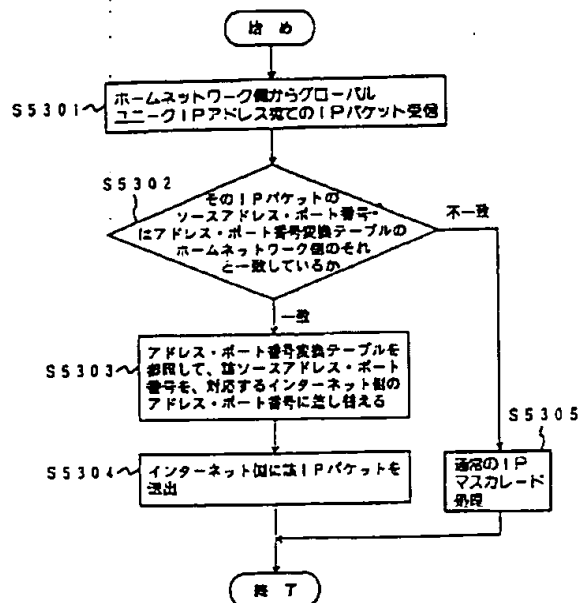 始 め
S5301
ホームネットワーク側からグローバル
ユニークIPアドレス宛てのIPパケット受信
S5302
そのIPパケットの
ソースアドレス・ポート番号・
はアドレス・ポート番号変換テーブルの
ホームネットワーク側のそれ
と一致しているか
不一致
一致
S5303
アドレス・ポート番号変換テーブルを
参照して、該ソースアドレス・ポート
番号を、対応するインターネット側の
アドレス・ポート番号に差し替える
S5304
インターネット側に該IPパケットを
送出
S5305
通常のIP
マスカレード
処理
終 了